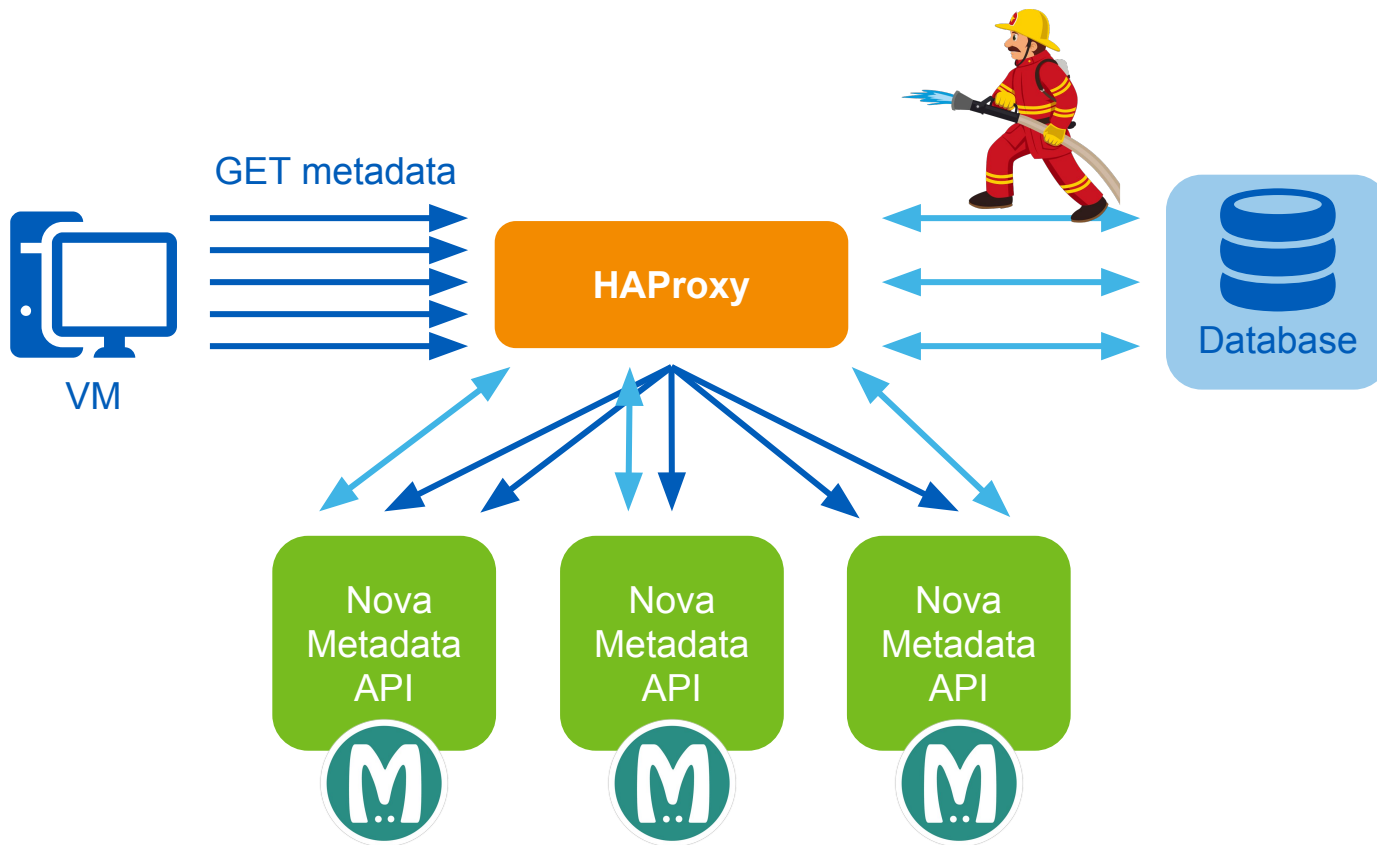 GET metadata
HAProxy
VM
Database
Nova
Metadata
API
Nova
Metadata
API
Nova
Metadata
API